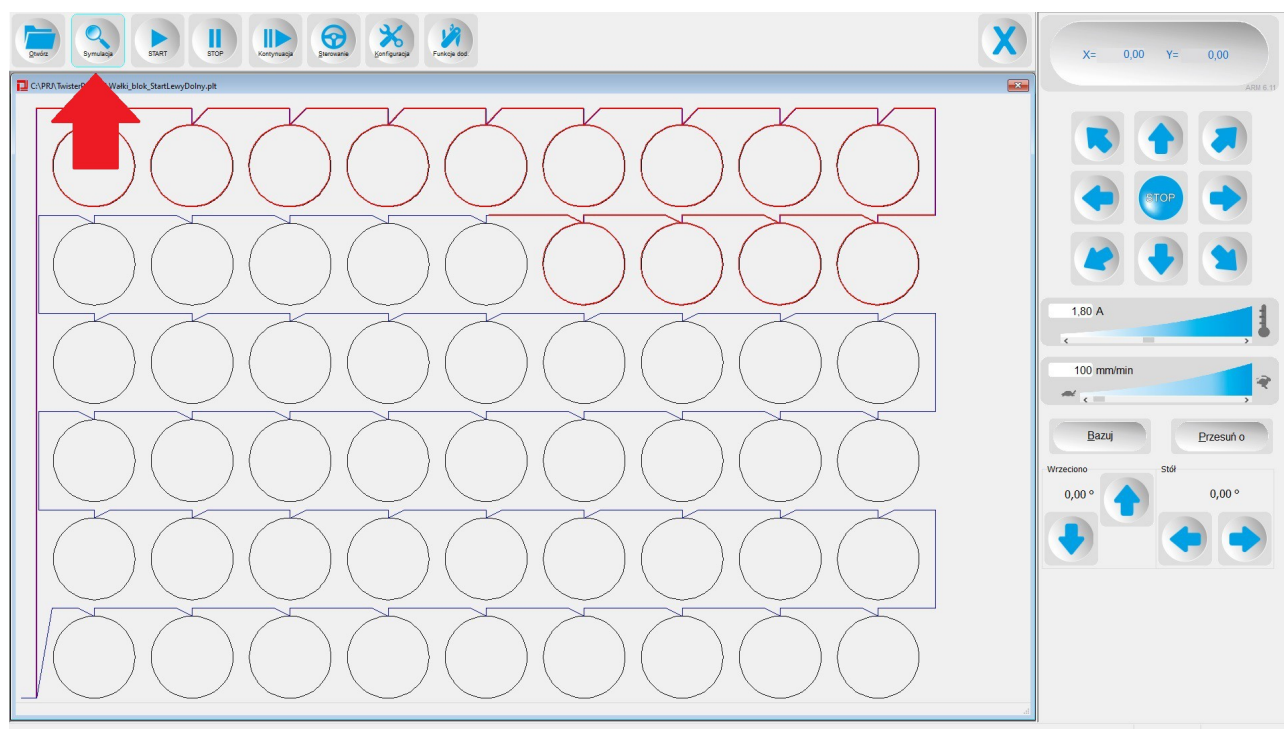 Otwórz
Symulacja
START
STOP
Kontynuacja
Sterowanie
Konfiguracja
Funkcje dod.
X
X= 0,00 Y= 0,00
ARM 6.11
C:\PRJ\Twister
Wałki_blok_StartLewyDolny.plt
STOP
1,80 A
100 mm/min
Bazuj
Przesuń o
Wrzeciono
Stół
0,00 º
0,00 º